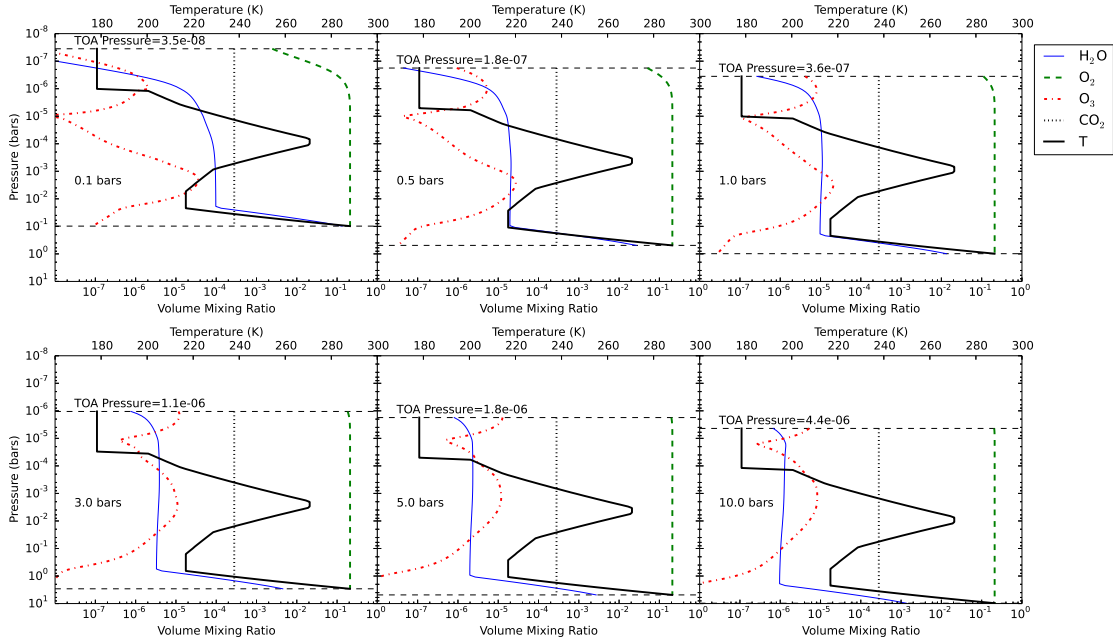 Temperature (K) Temperature (K) Temperature (K)
180 200 220 240 260 280 300 180 200 220 240 260 280 300 180 200 220 240 260 280 300
10⁻⁸
TOA Pressure=3.5e-08
H₂O
10⁻⁷
TOA Pressure=1.8e-07
O₂
TOA Pressure=3.6e-07
10⁻⁶
O₃
10⁻⁵
CO₂
T
10⁻⁴
Pressure (bars)
10⁻³
0.1 bars 0.5 bars 1.0 bars
10⁻²
10⁻¹
10⁰
10¹
10⁻⁷ 10⁻⁶ 10⁻⁵ 10⁻⁴ 10⁻³ 10⁻² 10⁻¹ 10⁰ 10⁻⁷ 10⁻⁶ 10⁻⁵ 10⁻⁴ 10⁻³ 10⁻² 10⁻¹ 10⁰ 10⁻⁷ 10⁻⁶ 10⁻⁵ 10⁻⁴ 10⁻³ 10⁻² 10⁻¹ 10⁰
Volume Mixing Ratio Volume Mixing Ratio Volume Mixing Ratio
Temperature (K) Temperature (K) Temperature (K)
180 200 220 240 260 280 300 180 200 220 240 260 280 300 180 200 220 240 260 280 300
10⁻⁸
10⁻⁷
10⁻⁶
TOA Pressure=1.1e-06
TOA Pressure=1.8e-06
TOA Pressure=4.4e-06
10⁻⁵
10⁻⁴
Pressure (bars)
10⁻³
3.0 bars 5.0 bars 10.0 bars
10⁻²
10⁻¹
10⁰
10¹
10⁻⁷ 10⁻⁶ 10⁻⁵ 10⁻⁴ 10⁻³ 10⁻² 10⁻¹ 10⁰ 10⁻⁷ 10⁻⁶ 10⁻⁵ 10⁻⁴ 10⁻³ 10⁻² 10⁻¹ 10⁰ 10⁻⁷ 10⁻⁶ 10⁻⁵ 10⁻⁴ 10⁻³ 10⁻² 10⁻¹ 10⁰
Volume Mixing Ratio Volume Mixing Ratio Volume Mixing Ratio